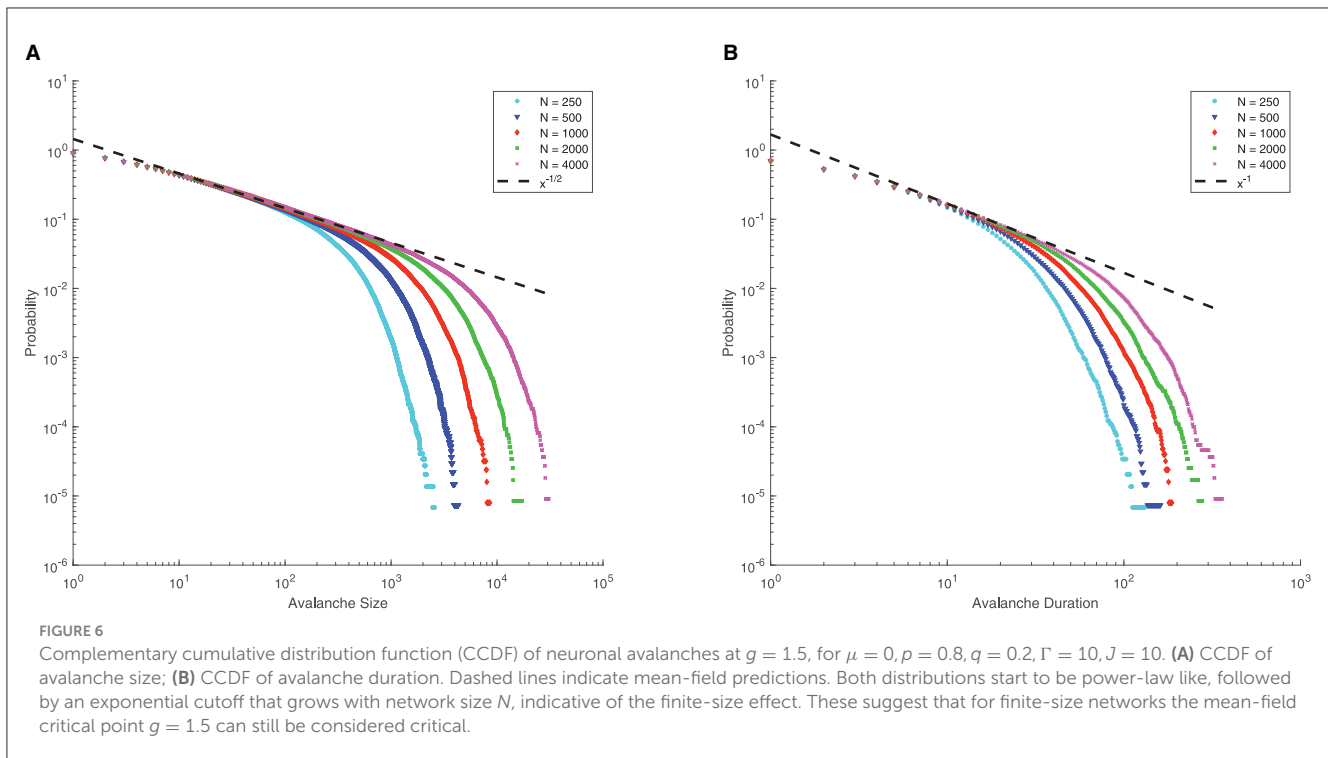 A
Probability
10^1
10^0
10^-1
10^-2
10^-3
10^-4
10^-5
10^-6
10^0 10^1 10^2 10^3 10^4 10^5
Avalanche Size
N = 250
N = 500
N = 1000
N = 2000
N = 4000
x^-1/2
B
Probability
10^1
10^0
10^-1
10^-2
10^-3
10^-4
10^-5
10^-6
10^0 10^1 10^2 10^3
Avalanche Duration
N = 250
N = 500
N = 1000
N = 2000
N = 4000
x^-1
FIGURE 6
Complementary cumulative distribution function (CCDF) of neuronal avalanches at g = 1.5, for μ = 0, p = 0.8, q = 0.2, Γ = 10, J = 10. (A) CCDF of
avalanche size; (B) CCDF of avalanche duration. Dashed lines indicate mean-field predictions. Both distributions start to be power-law like, followed
by an exponential cutoff that grows with network size N, indicative of the finite-size effect. These suggest that for finite-size networks the mean-field
critical point g = 1.5 can still be considered critical.